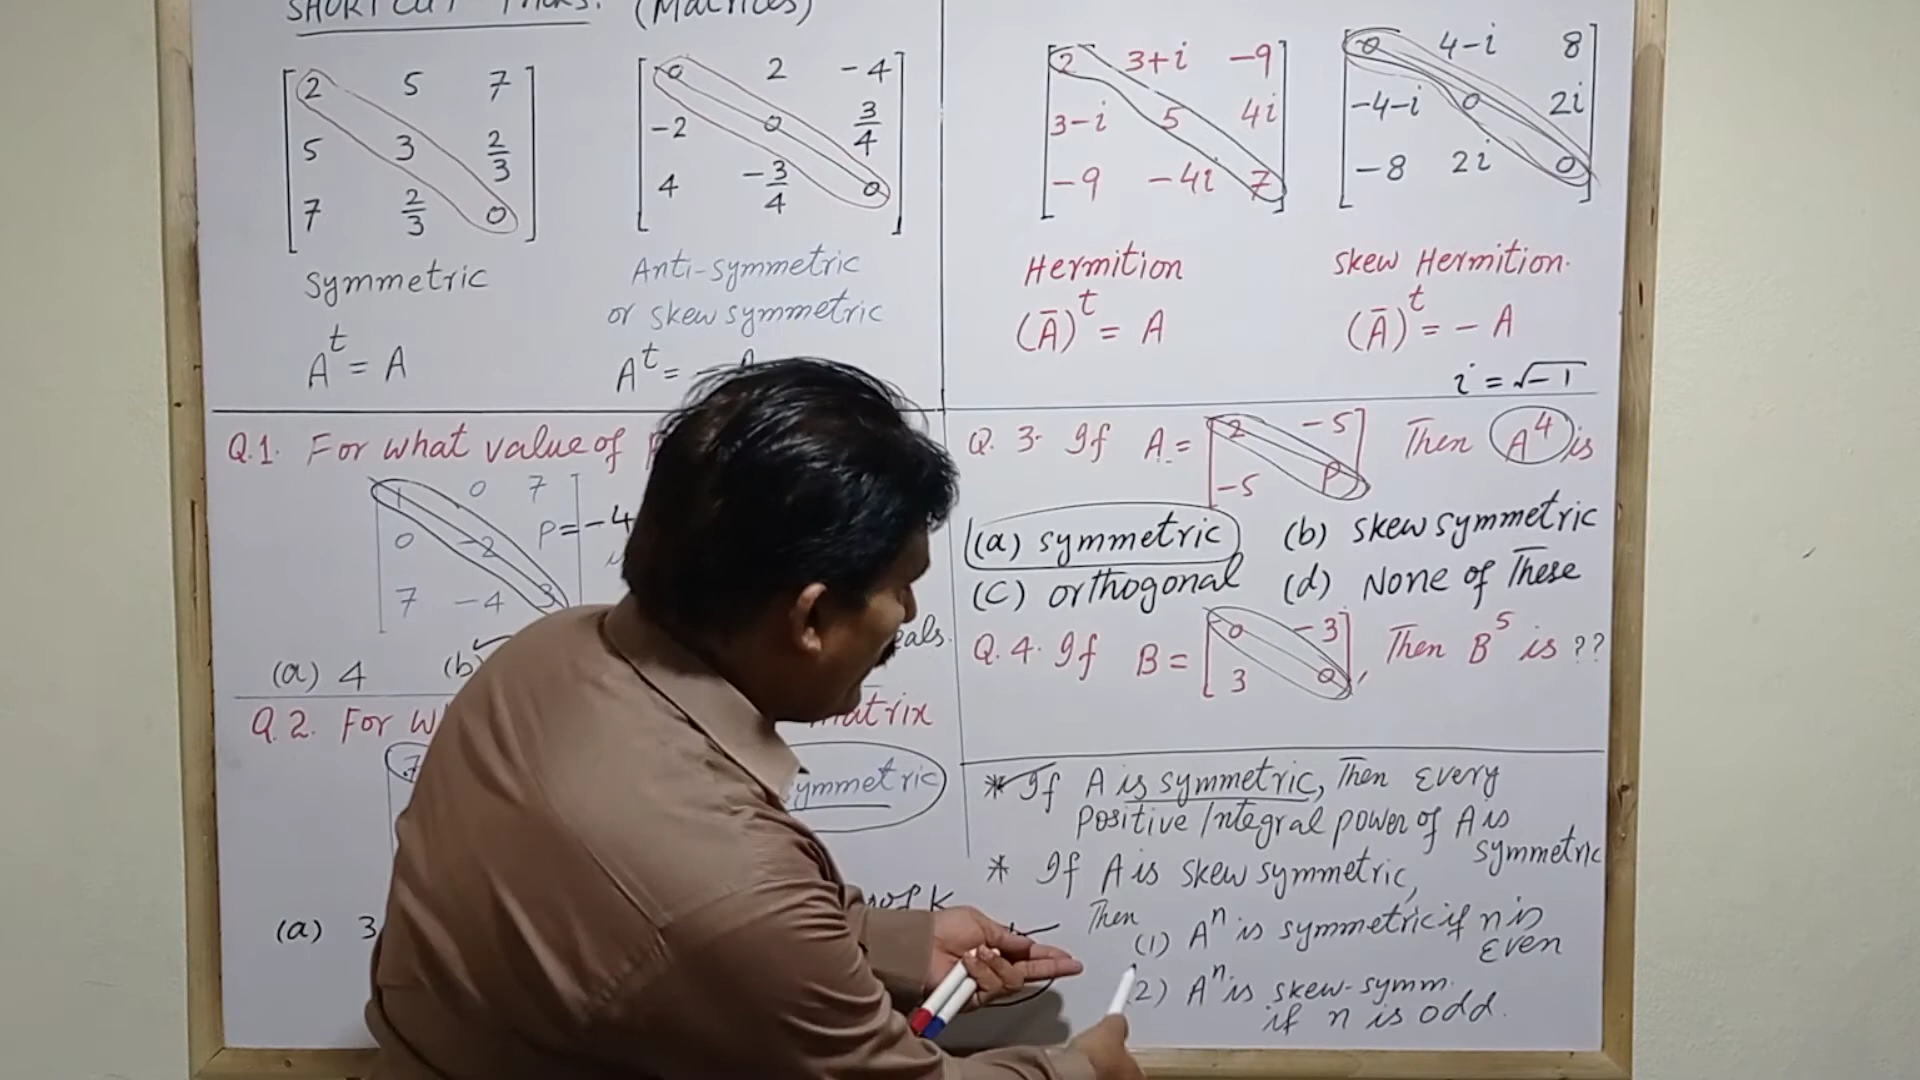 SHORTCUT Tricks. (Matrices)
2 5 7
5 3 2/3
7 2/3 0
Symmetric
A^t = A
0 2 -4
-2 0 3/4
4 -3/4 0
Anti-symmetric
or skew symmetric
A^t = - A
2 3+i -9
3-i 5 4i
-9 -4i 7
Hermition
(Ā)^t = A
0 4-i 8
-4-i 0 2i
-8 2i 0
Skew Hermition.
(Ā)^t = - A
i = √-1
Q.1. For what value of P
1 0 7
0 -2 P=-4
7 -4 3
(a) 4 (b)
Q.2. For matrix
7
symmetric
of K
(a) 3
Q. 3. If A = [2 -5
-5 P] Then A^4 is
(a) symmetric (b) skew symmetric
(C) orthogonal (d) None of These
Q.4. If B = [0 -3
3 0], Then B^5 is ??
* If A is symmetric, Then Every
Positive Integral power of A is
symmetric
* If A is skew symmetric,
Then
(1) A^n is symmetric if n is
Even
(2) A^n is skew-symm.
if n is odd.